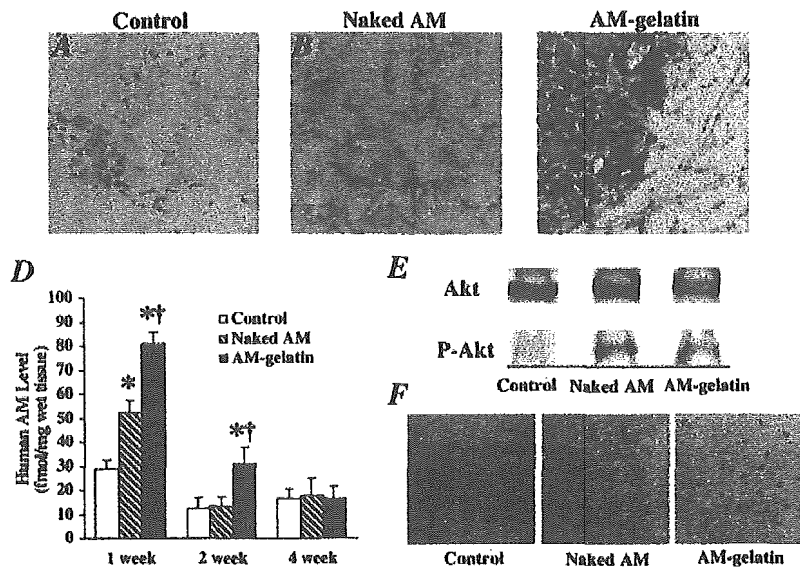 Control
Naked AM
AM-gelatin
A
B
D
E
Akt
P-Akt
Control
Naked AM
AM-gelatin
Human AM Level
(fmol/mg wet tissue)
100
90
80
70
60
50
40
30
20
10
0
*
*†
*†
Control
Naked AM
AM-gelatin
1 week
2 week
4 week
F
Control
Naked AM
AM-gelatin